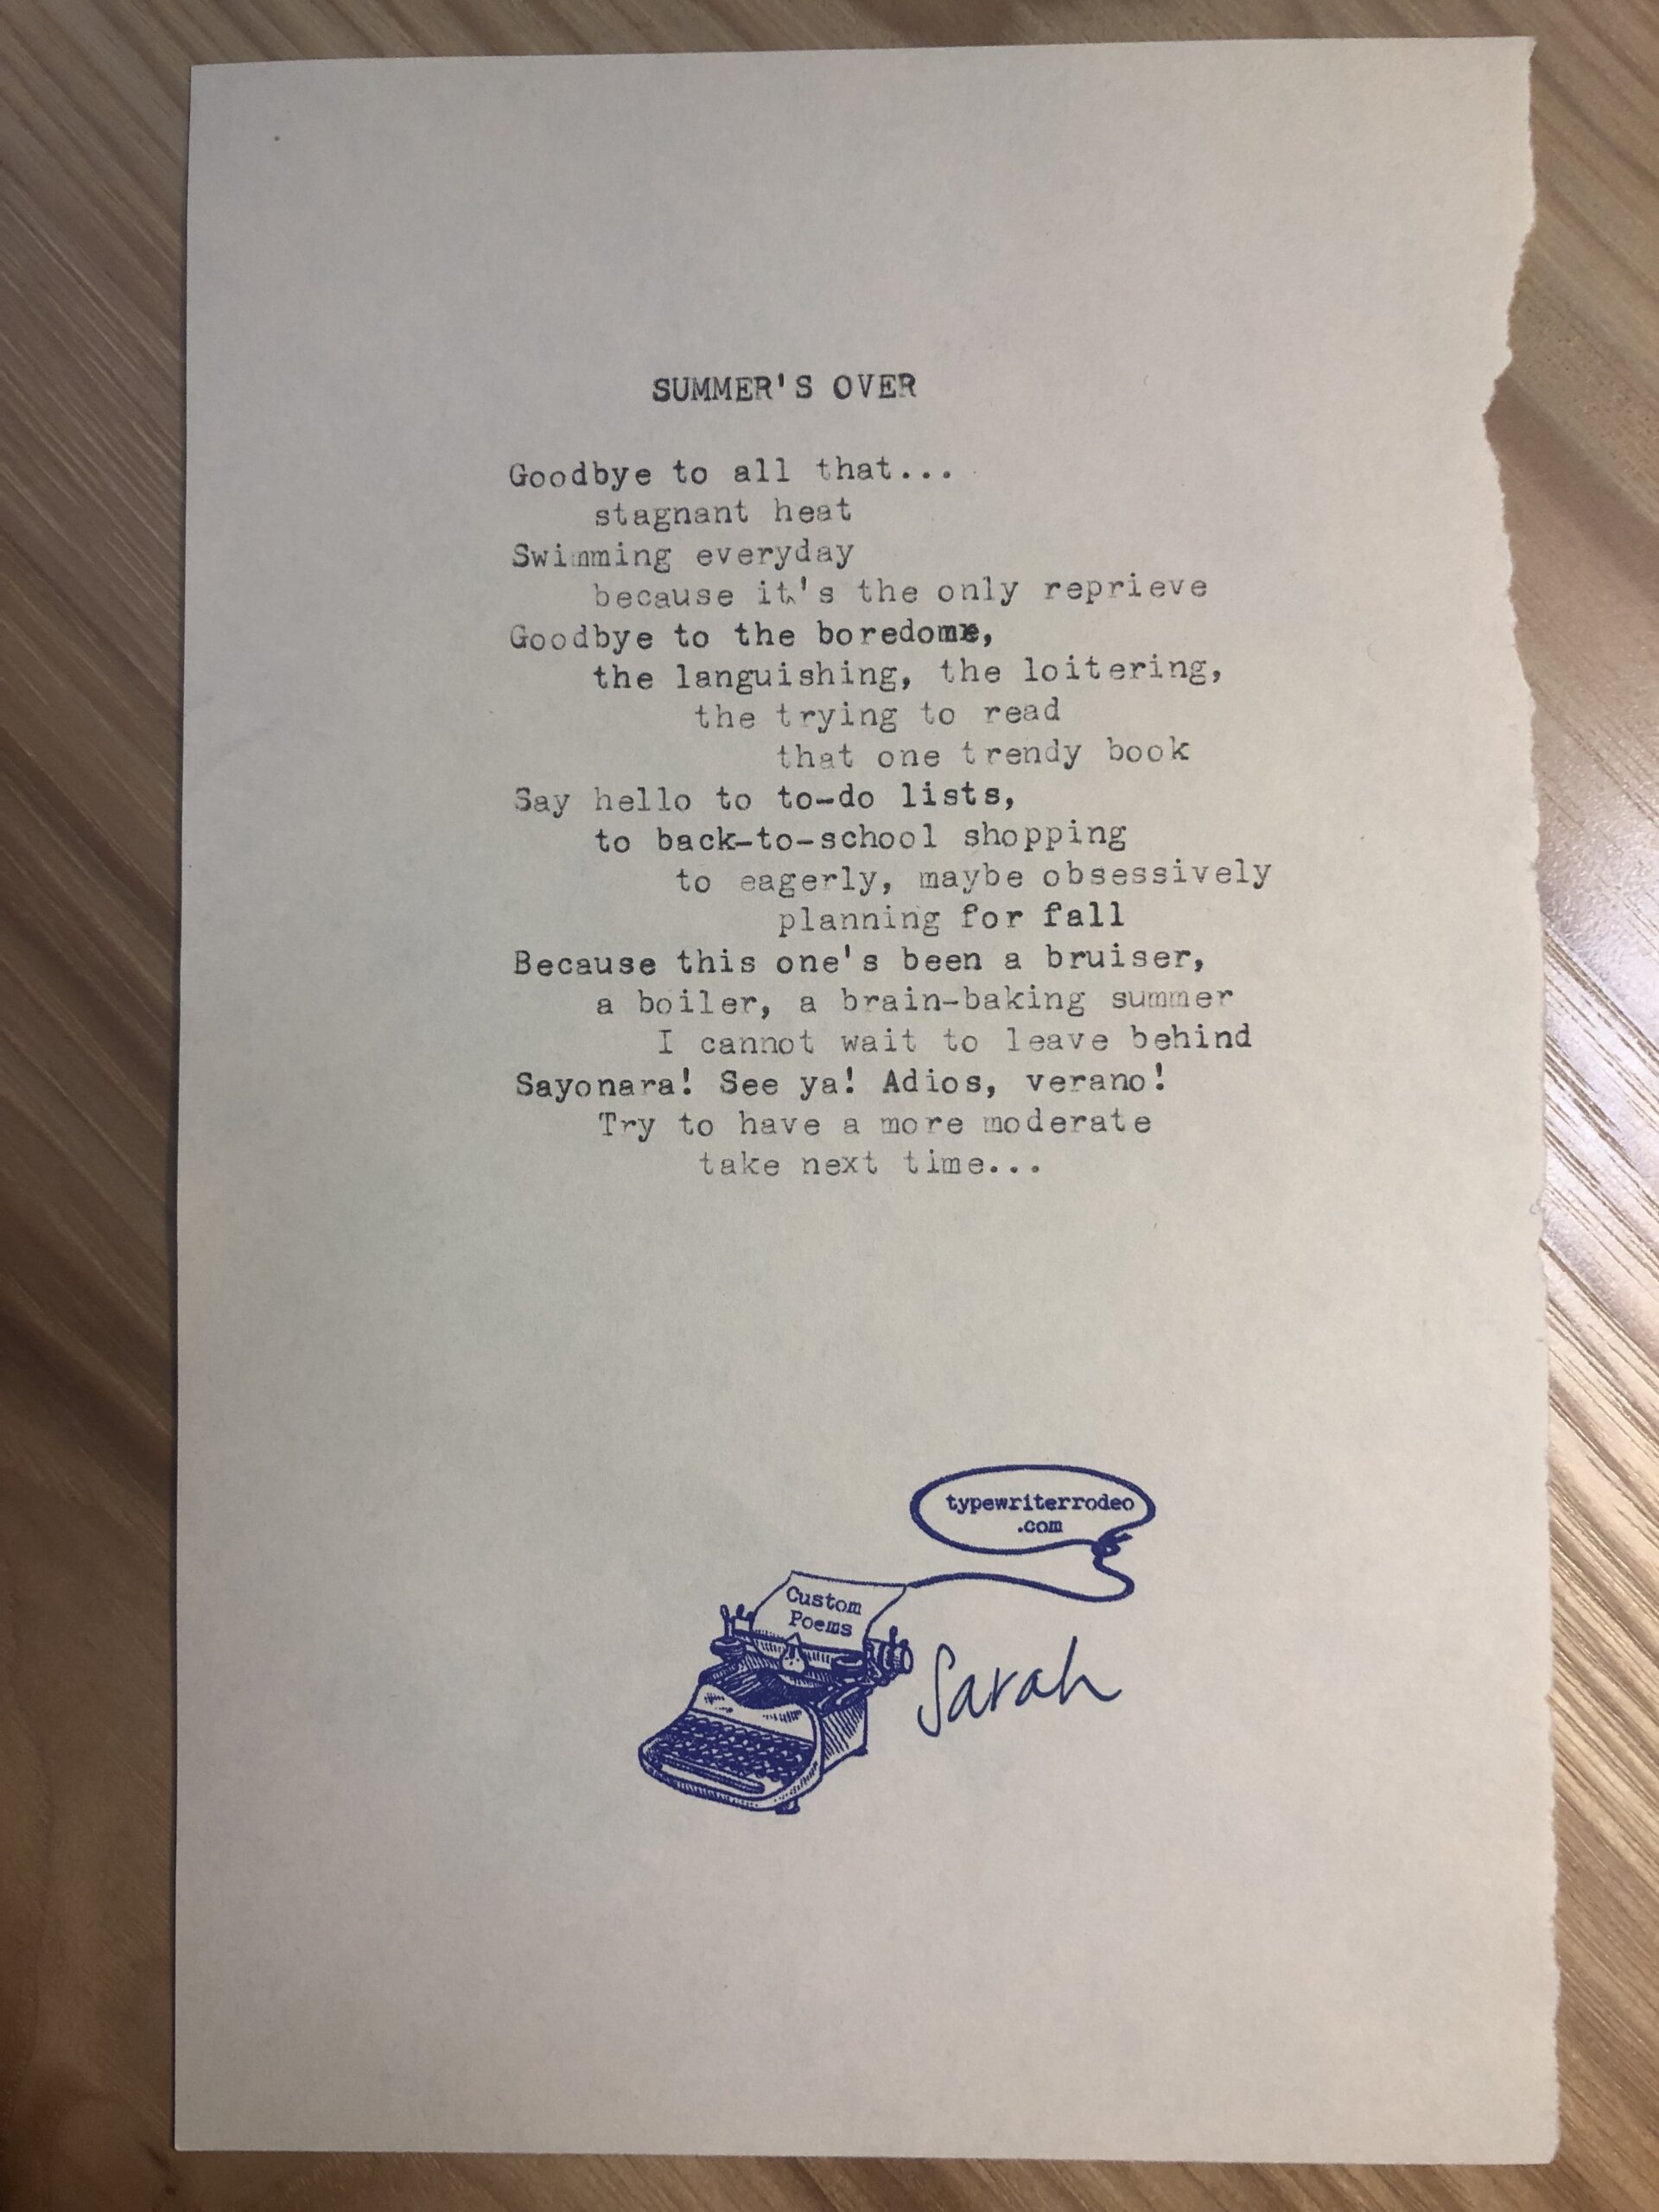 SUMMER'S OVER
Goodbye to all that...
stagnant heat
Swimming everyday
because it's the only reprieve
Goodbye to the boredom,
the languishing, the loitering,
the trying to read
that one trendy book
Say hello to to-do lists,
to back-to-school shopping
to eagerly, maybe obsessively
planning for fall
Because this one's been a bruiser,
a boiler, a brain-baking summer
I cannot wait to leave behind
Sayonara! See ya! Adios, verano!
Try to have a more moderate
take next time...
typewriterrodeo
.com
Custom
Poems
Sarah